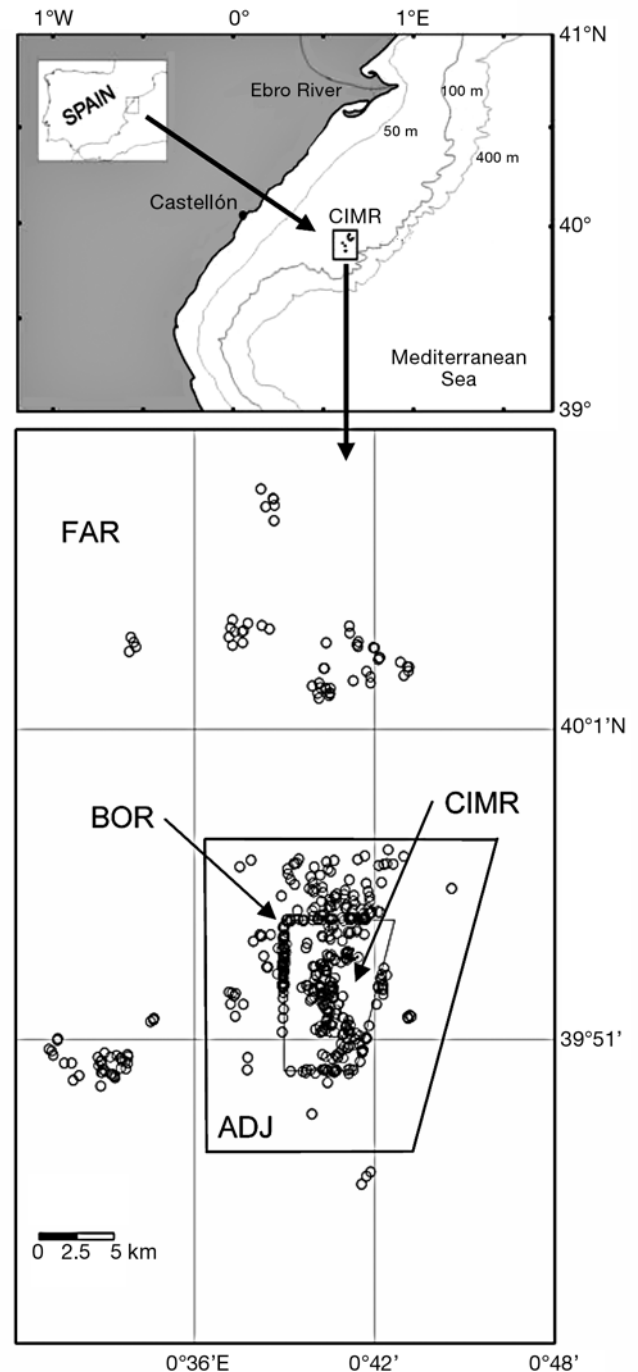 1°W 0° 1°E
41°N
SPAIN
Ebro River
100 m
50 m
400 m
Castellón
CIMR
40°
Mediterranean
Sea
39°
FAR
40°1'N
BOR
CIMR
39°51'
ADJ
0 2.5 5 km
0°36'E 0°42' 0°48'